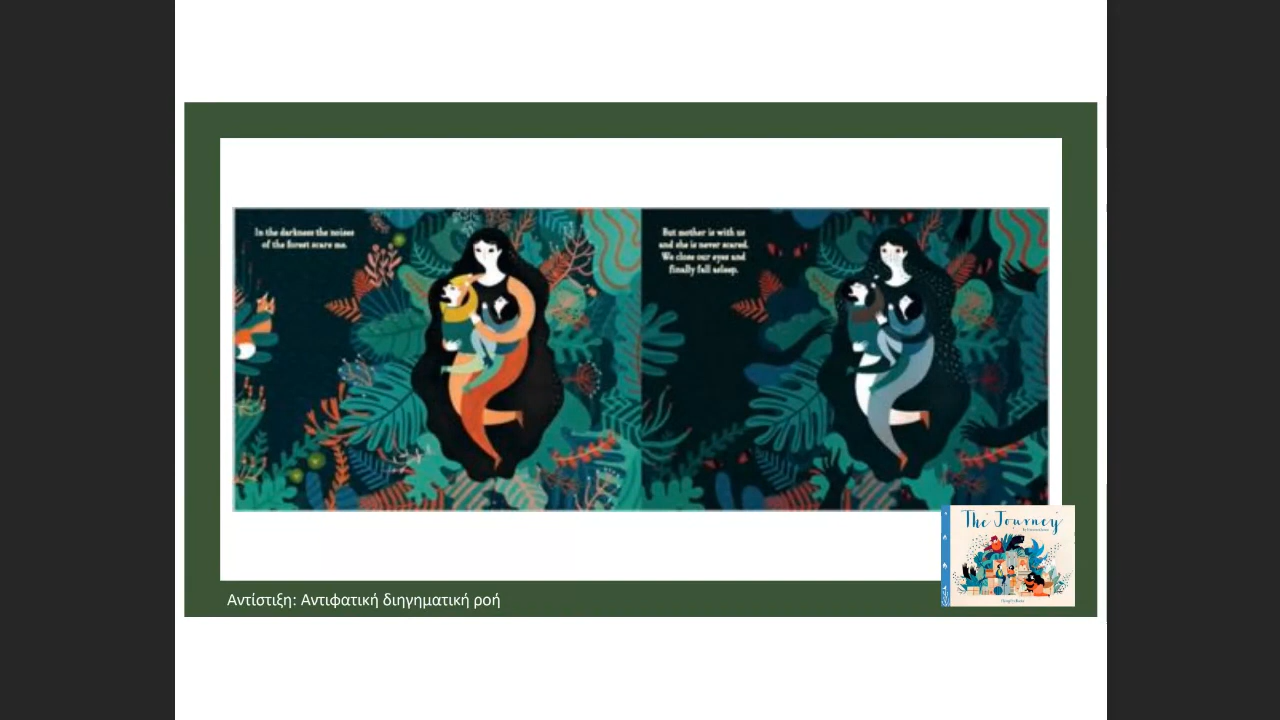 In the darkness the noises
of the forest scare me.
But mother is with us
and she is never scared.
We close our eyes and
finally fall asleep.
The Journey
Αντίστιξη: Αντιφατική διηγηματική ροή